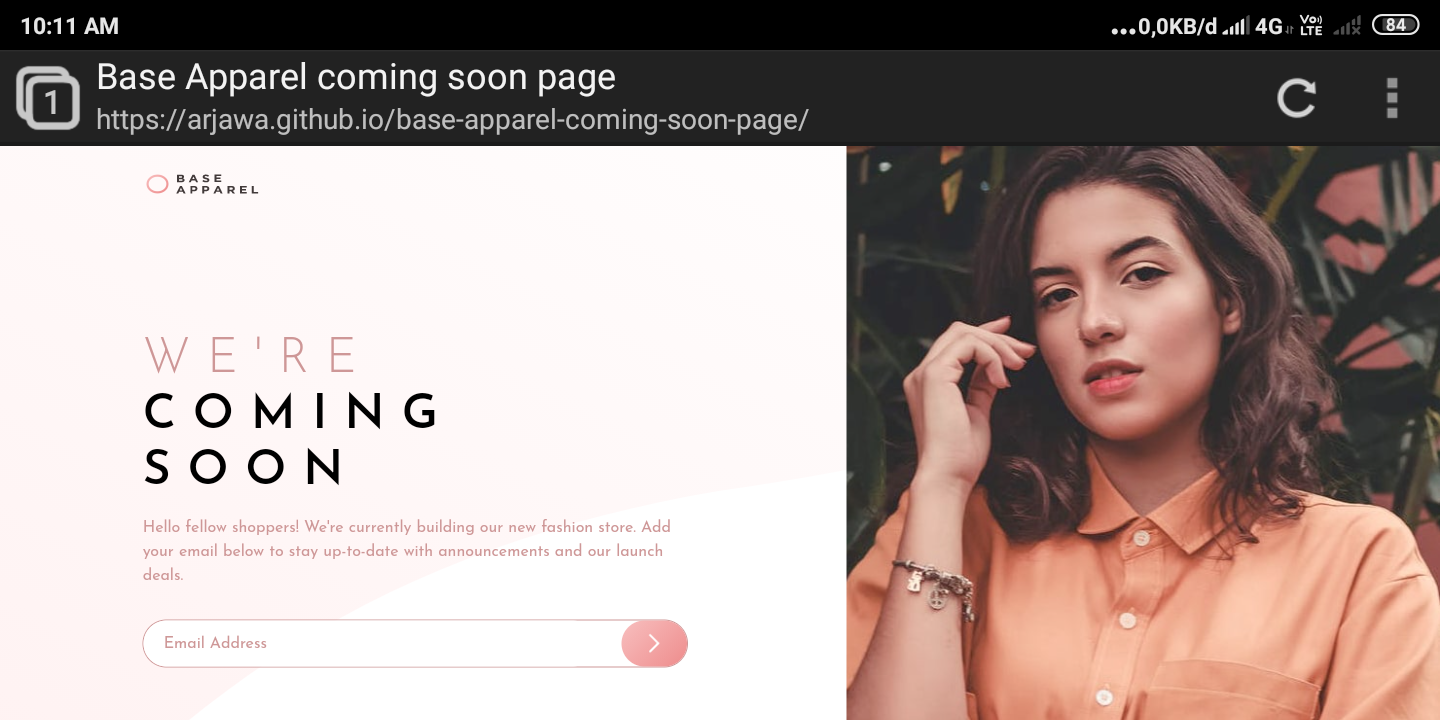 10:11 AM
...0,0KB/d 4G Vo LTE 84
1
Base Apparel coming soon page
https://arjawa.github.io/base-apparel-coming-soon-page/
BASE
APPAREL
WE'RE
COMING
SOON
Hello fellow shoppers! We're currently building our new fashion store. Add
your email below to stay up-to-date with announcements and our launch
deals.
Email Address